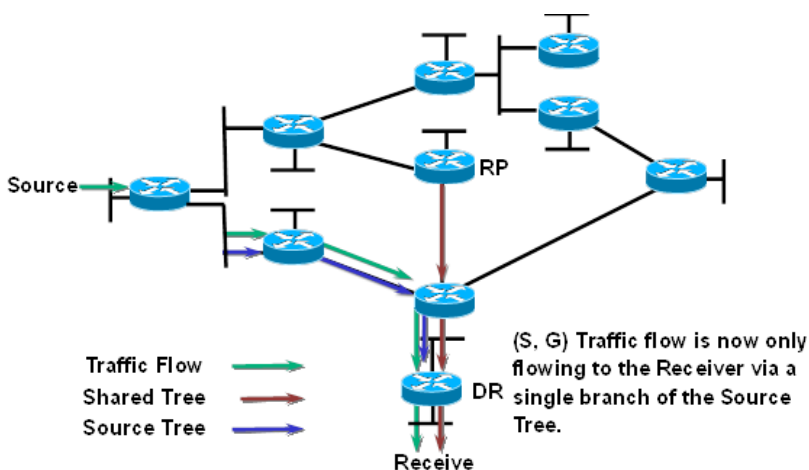 RP
Source
(S, G) Traffic flow is now only
flowing to the Receiver via a
single branch of the Source
Tree.
Traffic Flow
Shared Tree
Source Tree
DR
Receive